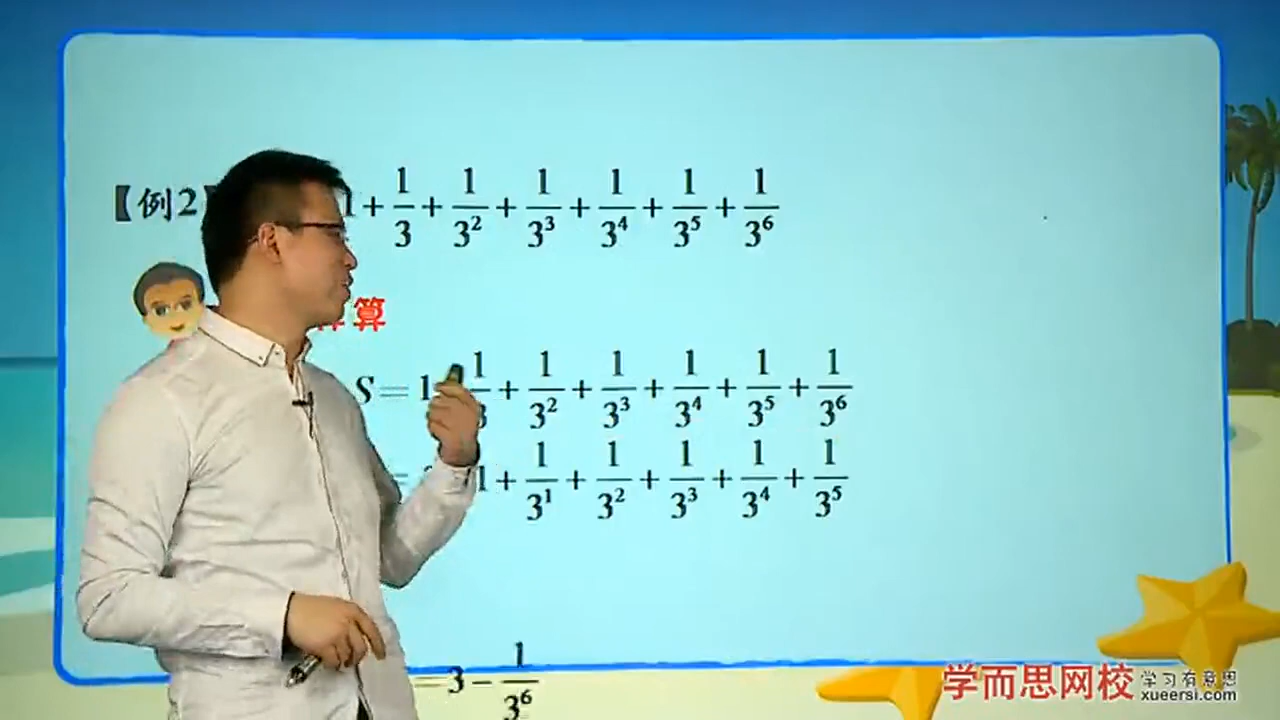 【例2】 1 + 1/3 + 1/3² + 1/3³ + 1/3⁴ + 1/3⁵ + 1/3⁶
算
S = 1 1/3 + 1/3² + 1/3³ + 1/3⁴ + 1/3⁵ + 1/3⁶
= 1 + 1/3¹ + 1/3² + 1/3³ + 1/3⁴ + 1/3⁵
= 3 − 1/3⁶
学而思网校 学习有意思
xueersi.com